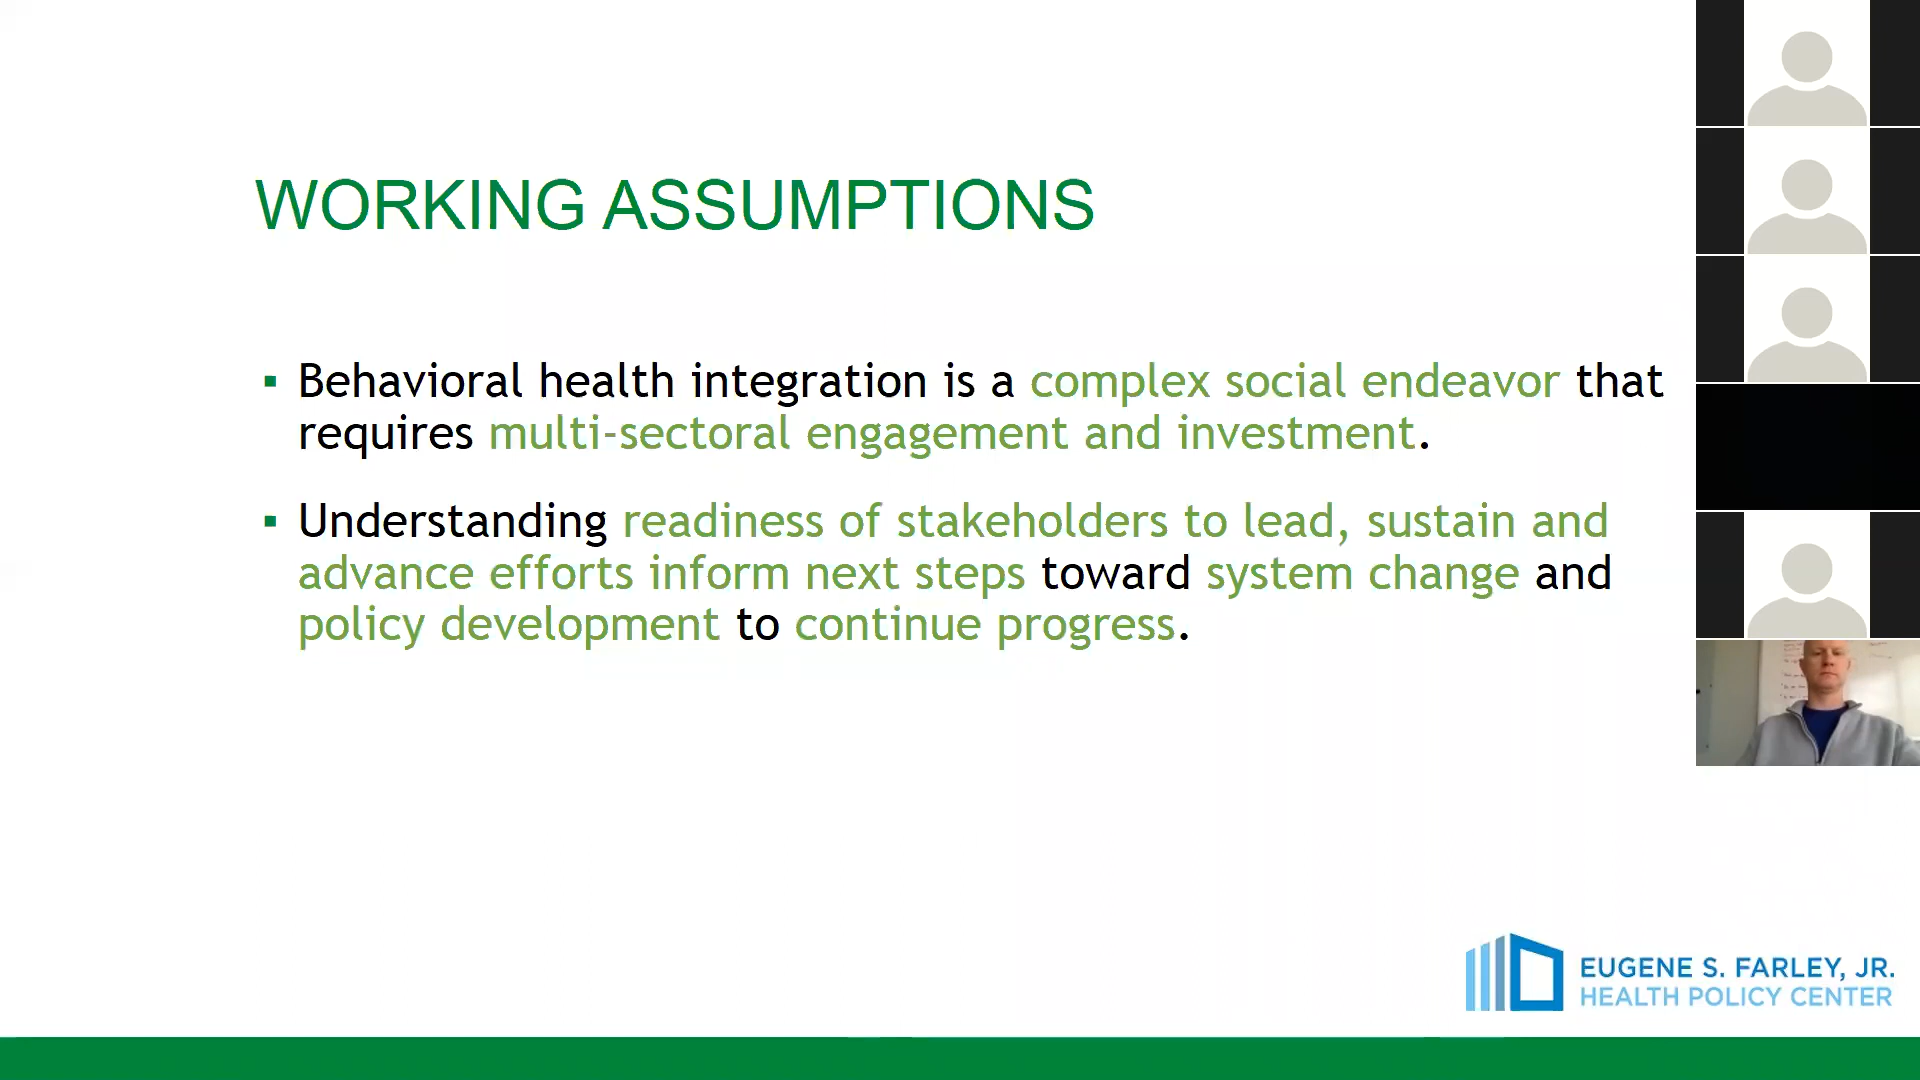 WORKING ASSUMPTIONS
▪ Behavioral health integration is a complex social endeavor that
requires multi-sectoral engagement and investment.
▪ Understanding readiness of stakeholders to lead, sustain and
advance efforts inform next steps toward system change and
policy development to continue progress.
EUGENE S. FARLEY, JR.
HEALTH POLICY CENTER